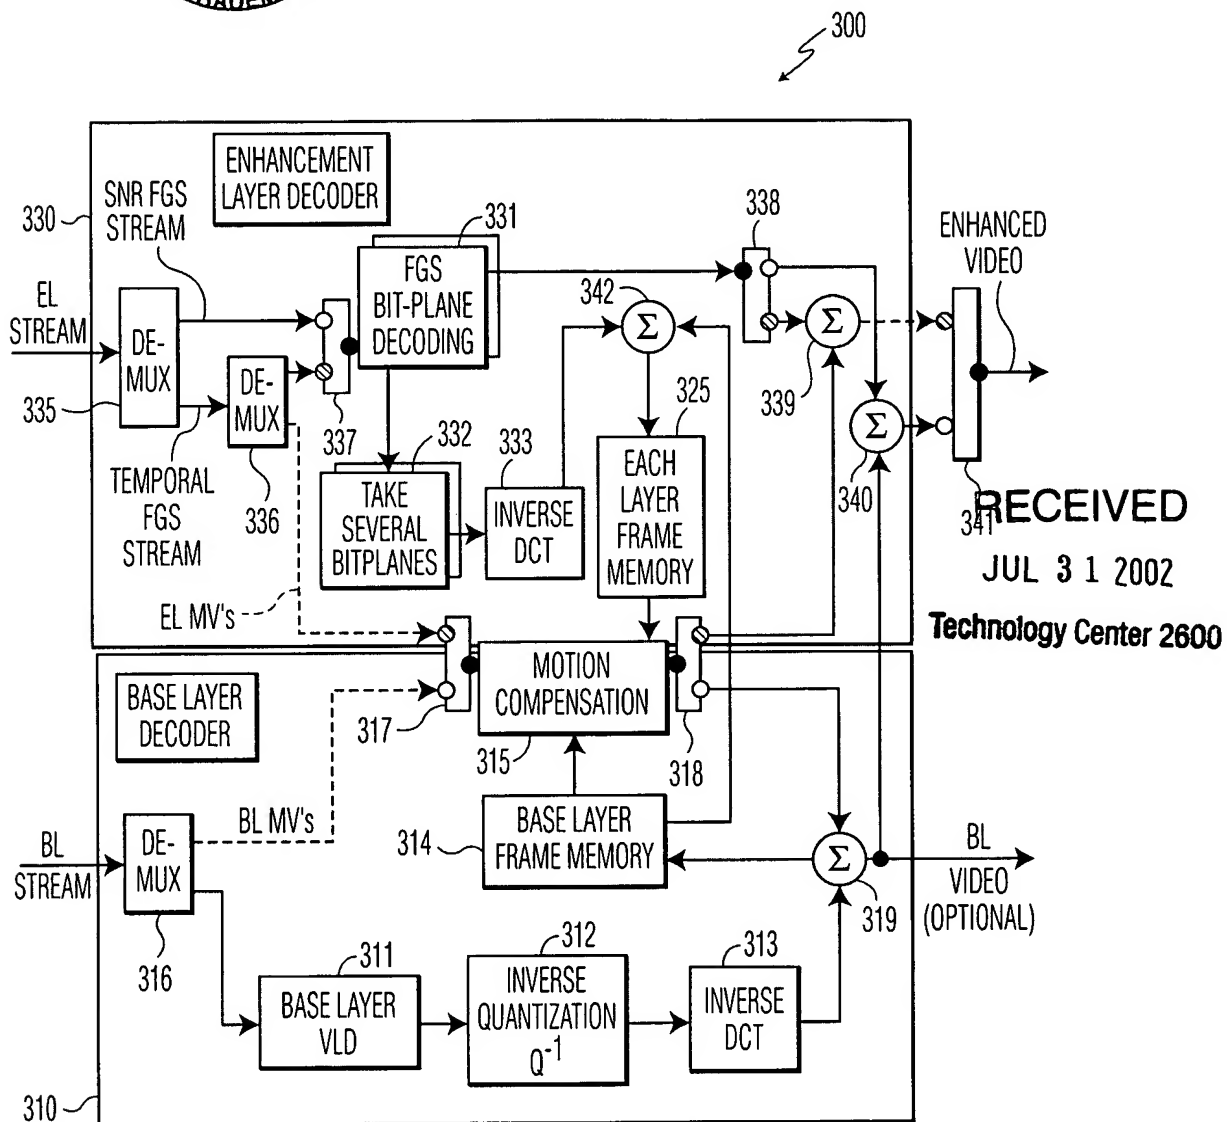 300
ENHANCEMENT
LAYER DECODER
330
SNR FGS
STREAM
331
FGS
BIT-PLANE
DECODING
338
ENHANCED
VIDEO
342
Σ
Σ
339
EL
STREAM
DE-
MUX
335
DE-
MUX
336
337
TEMPORAL
FGS
STREAM
332
TAKE
SEVERAL
BITPLANES
333
INVERSE
DCT
325
EACH
LAYER
FRAME
MEMORY
Σ
340
341
RECEIVED
JUL 31 2002
Technology Center 2600
EL MV's
BASE LAYER
DECODER
317
MOTION
COMPENSATION
315
318
BL MV's
BL
STREAM
DE-
MUX
316
314
BASE LAYER
FRAME MEMORY
Σ
319
BL
VIDEO
(OPTIONAL)
311
BASE LAYER
VLD
312
INVERSE
QUANTIZATION
Q-1
313
INVERSE
DCT
310